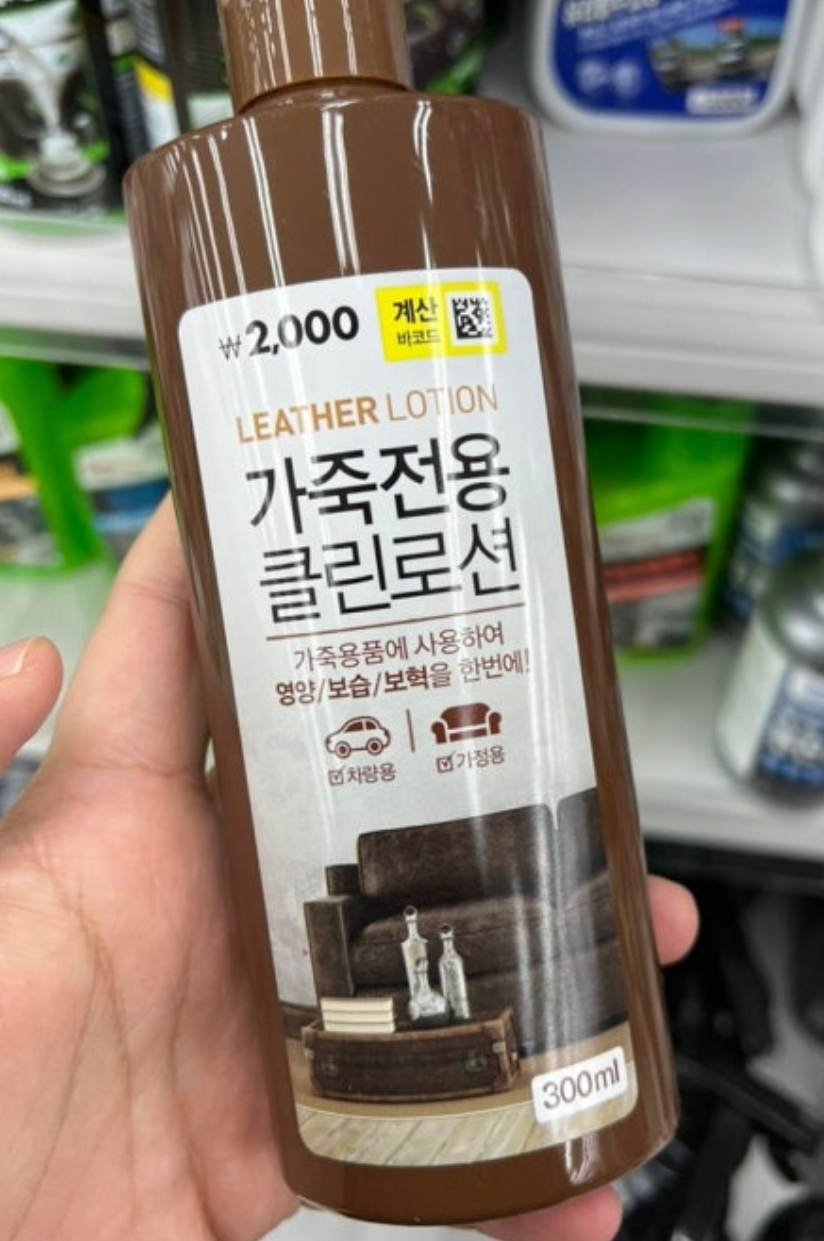 ₩2,000
계산
바코드
LEATHER LOTION
가죽전용
클린로션
가죽용품에 사용하여
영양/보습/보혁을 한번에!
차량용
가정용
300ml